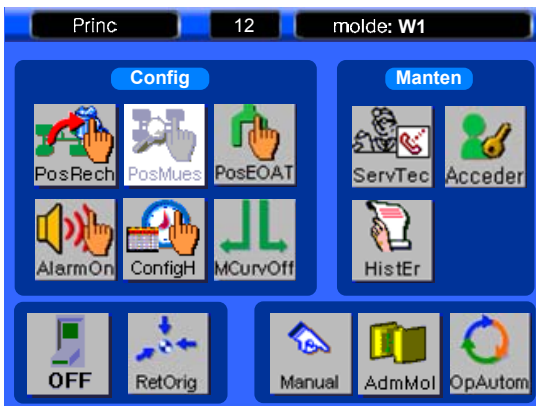 Princ 12 molde: W1
Config
PosRech PosMues PosEOAT
AlarmOn ConfigH MCurvOff
Manten
ServTec Acceder
HistEr
OFF RetOrig
Manual AdmMol OpAutom